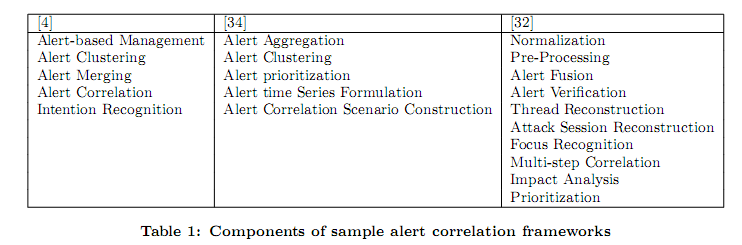 [4] [34] [32]
Alert-based Management Alert Aggregation Normalization
Alert Clustering Alert Clustering Pre-Processing
Alert Merging Alert prioritization Alert Fusion
Alert Correlation Alert time Series Formulation Alert Verification
Intention Recognition Alert Correlation Scenario Construction Thread Reconstruction
Attack Session Reconstruction
Focus Recognition
Multi-step Correlation
Impact Analysis
Prioritization
Table 1: Components of sample alert correlation frameworks